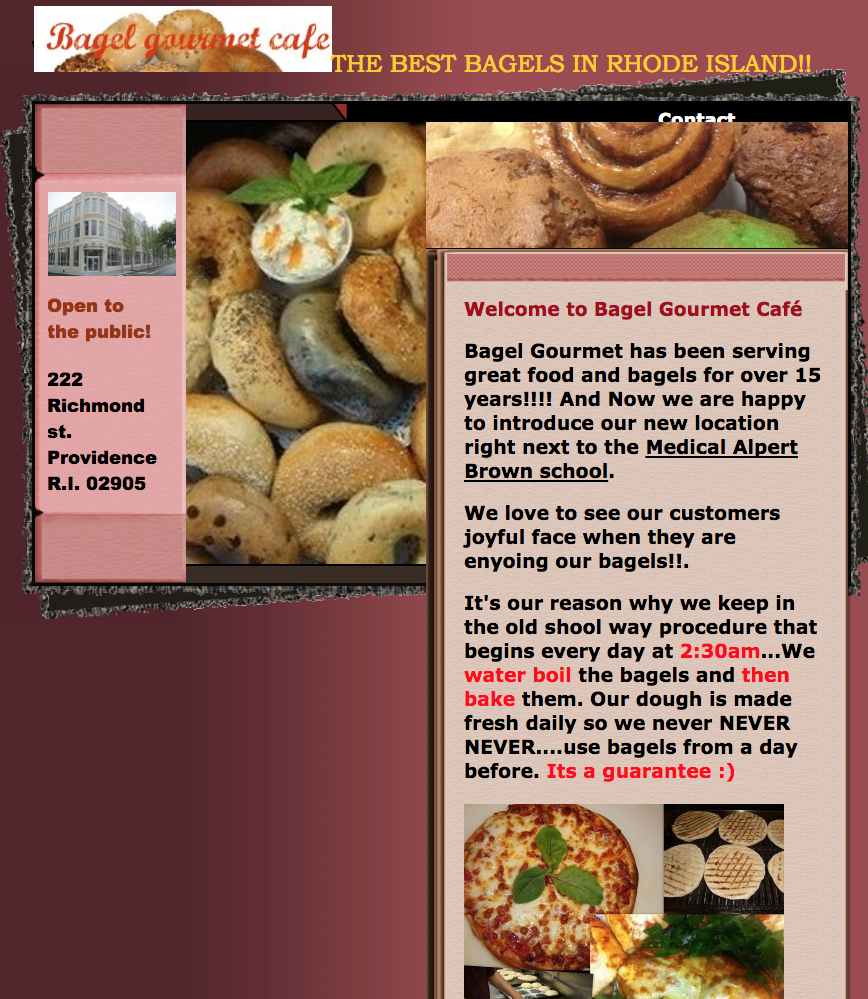 Bagel gourmet cafe
THE BEST BAGELS IN RHODE ISLAND!!
Contact
Open to
the public!
222
Richmond
st.
Providence
R.I. 02905
Welcome to Bagel Gourmet Café
Bagel Gourmet has been serving
great food and bagels for over 15
years!!!! And Now we are happy
to introduce our new location
right next to the Medical Alpert
Brown school.
We love to see our customers
joyful face when they are
enyoing our bagels!!.
It's our reason why we keep in
the old shool way procedure that
begins every day at 2:30am...We
water boil the bagels and then
bake them. Our dough is made
fresh daily so we never NEVER
NEVER....use bagels from a day
before. Its a guarantee :)